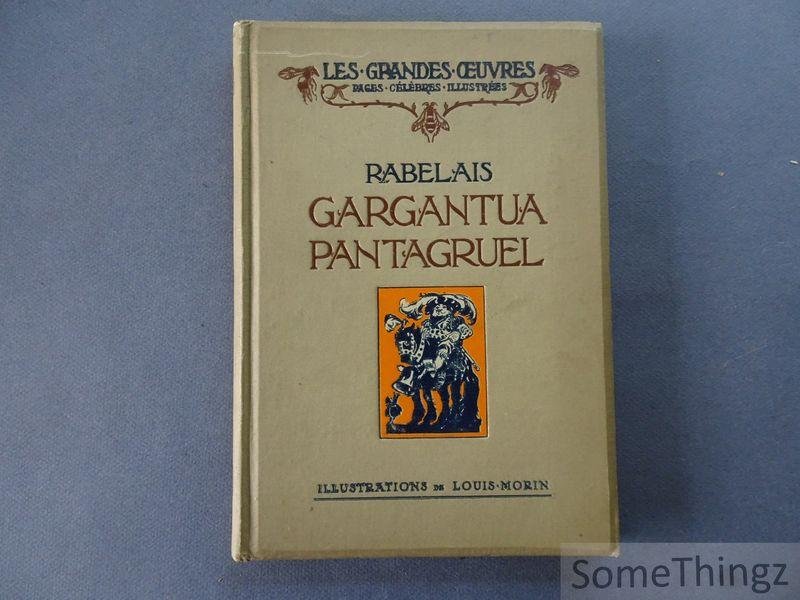 LES·GRANDES·ŒUVRES
PAGES·CÉLÈBRES·ILLUSTRÉES
RABELAIS
GARGANTUA
PANTAGRUEL
ILLUSTRATIONS DE LOUIS·MORIN
SomeThingz